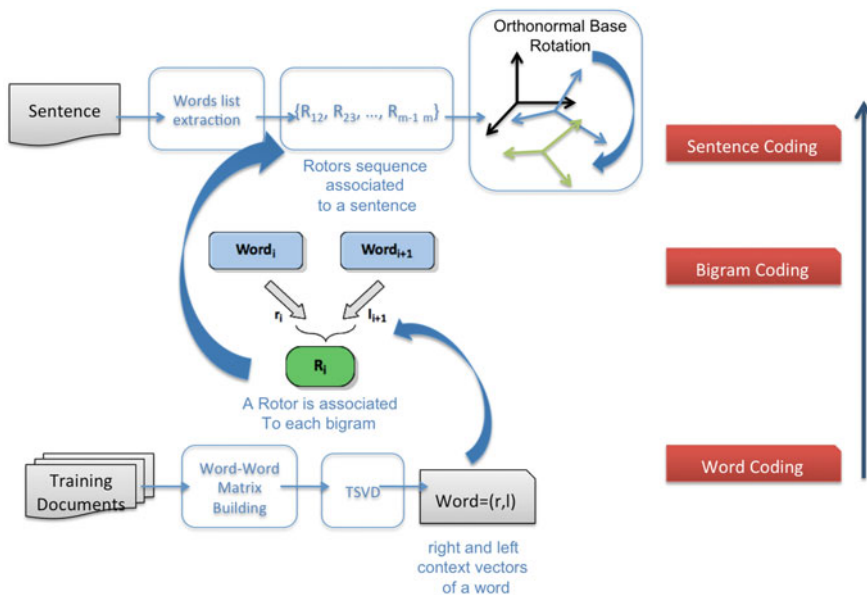 Orthonormal Base
Rotation
Sentence
Words list
extraction
{R12, R23, ..., Rm-1 m}
Sentence Coding
Rotors sequence
associated
to a sentence
Wordi
Wordi+1
Bigram Coding
ri
li+1
Ri
A Rotor is associated
To each bigram
Training
Documents
Word-Word
Matrix
Building
TSVD
Word=(r,l)
Word Coding
right and left
context vectors
of a word